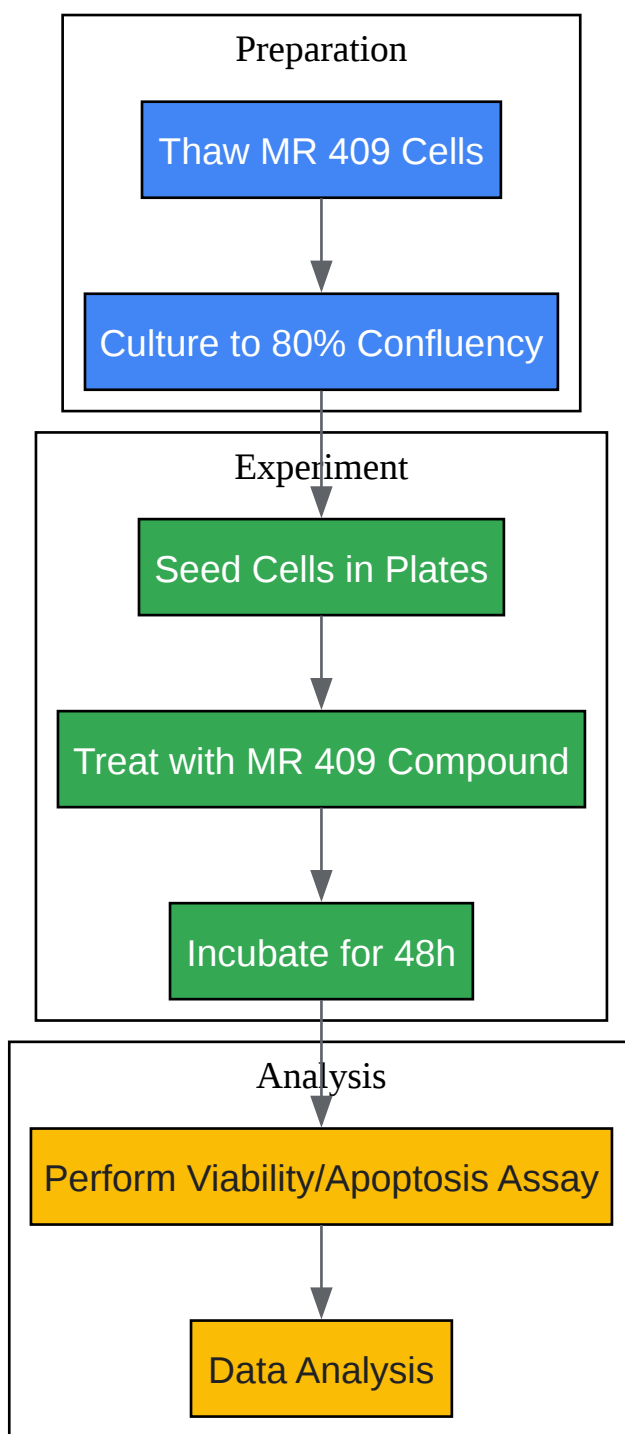 Preparation
Thaw MR 409 Cells
Culture to 80% Confluency
Experiment
Seed Cells in Plates
Treat with MR 409 Compound
Incubate for 48h
Analysis
Perform Viability/Apoptosis Assay
Data Analysis